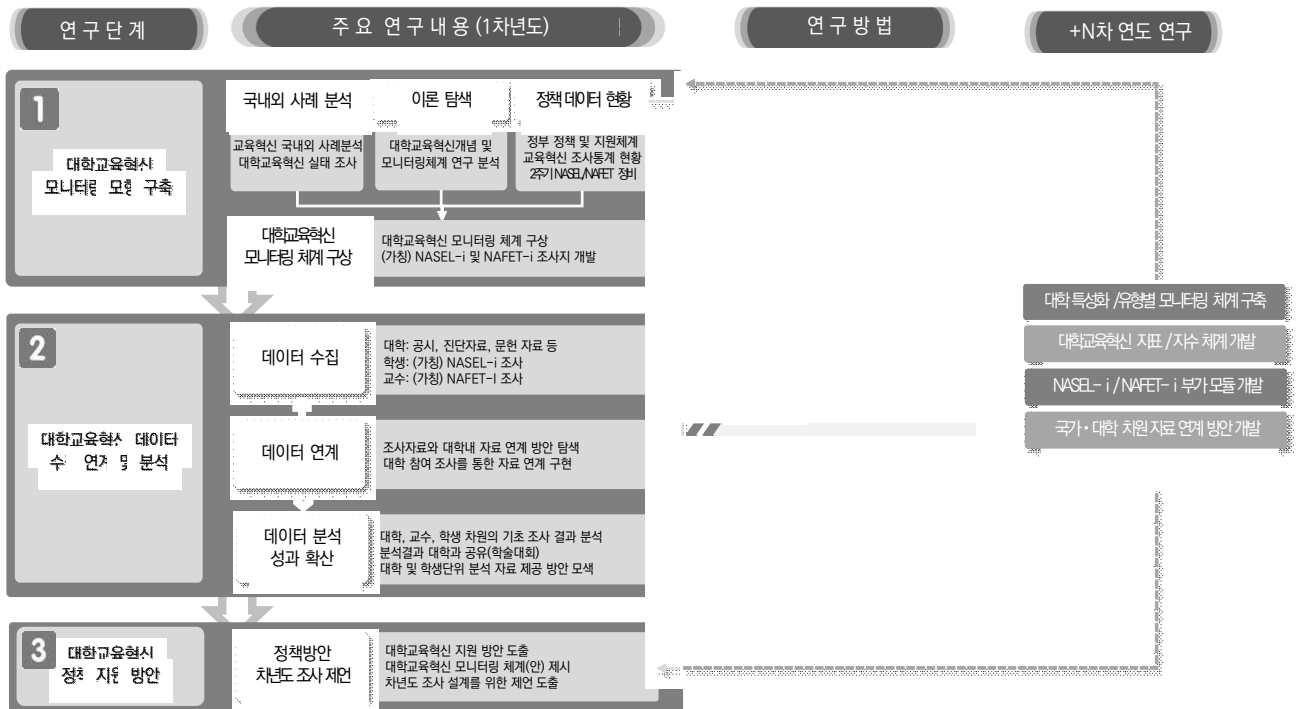 연 구 단 계
주 요 연 구 내 용 (1차년도)
연 구 방 법
+N차 연도 연구
1
대학교육혁신
모니터링 모형 구축
국내외 사례 분석
교육혁신 국내외 사례분석
대학교육혁신 실태 조사
이론 탐색
대학교육혁신개념 및
모니터링체계 연구 분석
정책 데이터 현황
정부 정책 및 지원체계
교육혁신 조사통계 현황
2주기 NASEL/NAFET 정비
대학교육혁신
모니터링 체계 구상
대학교육혁신 모니터링 체계 구상
(가칭) NASEL-i 및 NAFET-i 조사지 개발
2
대학교육혁신 데이터
수 연계 및 분석
데이터 수집
대학: 공시, 진단자료, 문헌 자료 등
학생: (가칭) NASEL-i 조사
교수: (가칭) NAFET-I 조사
데이터 연계
조사자료와 대학내 자료 연계 방안 탐색
대학 참여 조사를 통한 자료 연계 구현
데이터 분석
성과 확산
대학, 교수, 학생 차원의 기초 조사 결과 분석
분석결과 대학과 공유(학술대회)
대학 및 학생단위 분석 자료 제공 방안 모색
3
대학교육혁신
정책 지원 방안
정책방안
차년도 조사 제언
대학교육혁신 지원 방안 도출
대학교육혁신 모니터링 체계(안) 제시
차년도 조사 설계를 위한 제언 도출
대학 특성화 /유형별 모니터링 체계 구축
대학교육혁신 지표 / 지수 체계 개발
NASEL- i / NAFET- i 부가 모듈 개발
국가·대학 차원 자료 연계 방안 개발